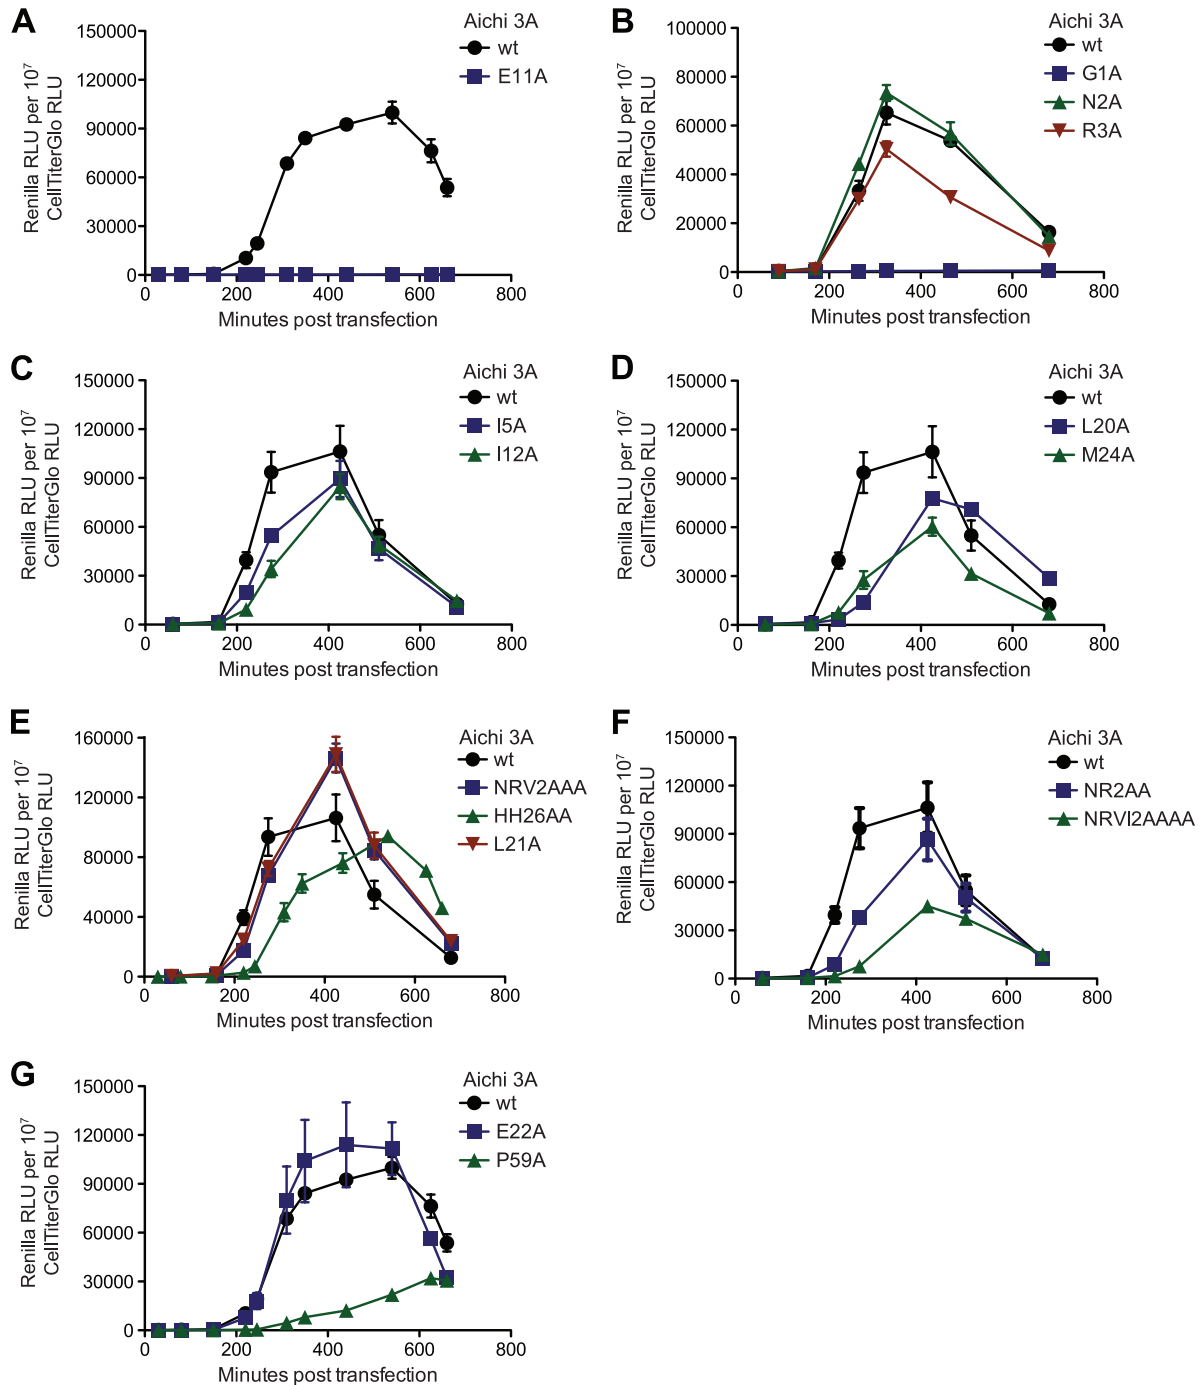 A
Aichi 3A
wt
E11A
150000
120000
90000
60000
30000
0
Renilla RLU per 10⁷
CellTiterGlo RLU
0 200 400 600 800
Minutes post transfection
B
Aichi 3A
wt
G1A
N2A
R3A
100000
80000
60000
40000
20000
0
Renilla RLU per 10⁷
CellTiterGlo RLU
0 200 400 600 800
Minutes post transfection
C
Aichi 3A
wt
I5A
I12A
150000
120000
90000
60000
30000
0
Renilla RLU per 10⁷
CellTiterGlo RLU
0 200 400 600 800
Minutes post transfection
D
Aichi 3A
wt
L20A
M24A
150000
120000
90000
60000
30000
0
Renilla RLU per 10⁷
CellTiterGlo RLU
0 200 400 600 800
Minutes post transfection
E
Aichi 3A
wt
NRV2AAA
HH26AA
L21A
160000
120000
80000
40000
0
Renilla RLU per 10⁷
CellTiterGlo RLU
0 200 400 600 800
Minutes post transfection
F
Aichi 3A
wt
NR2AA
NRVI2AAAA
150000
120000
90000
60000
30000
0
Renilla RLU per 10⁷
CellTiterGlo RLU
0 200 400 600 800
Minutes post transfection
G
Aichi 3A
wt
E22A
P59A
150000
120000
90000
60000
30000
0
Renilla RLU per 10⁷
CellTiterGlo RLU
0 200 400 600 800
Minutes post transfection